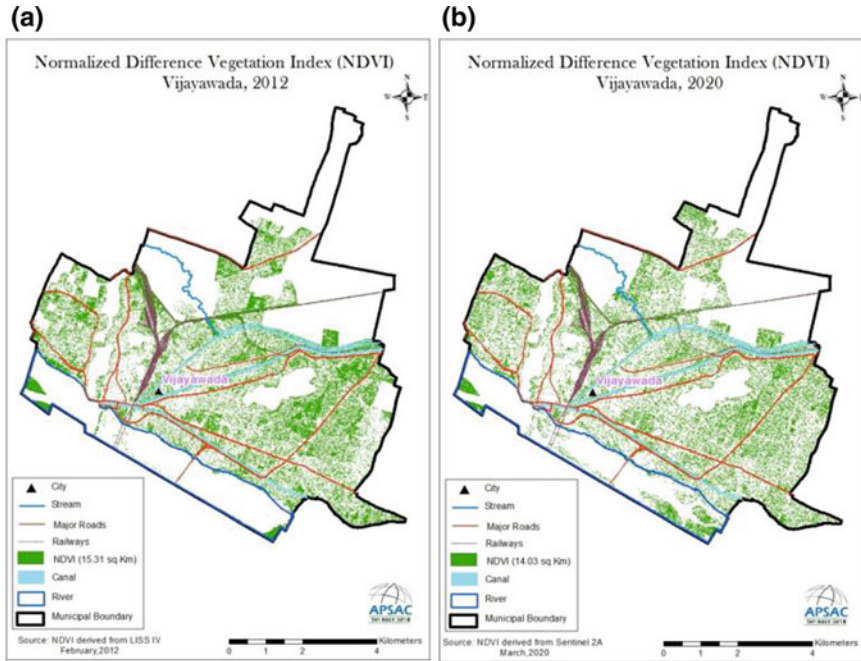 (a)
Normalized Difference Vegetation Index (NDVI)
Vijayawada, 2012
N
W
S
Vijayawada
City
Stream
Major Roads
Railways
NDVI (15.31 sq Km)
Canal
River
Municipal Boundary
APSAC
Source: NDVI derived from LISS IV
February,2012
Kilometers
0 1 2 4
(b)
Normalized Difference Vegetation Index (NDVI)
Vijayawada, 2020
N
W
S
Vijayawada
City
Stream
Major Roads
Railways
NDVI (14.03 sq Km)
Canal
River
Municipal Boundary
APSAC
Source: NDVI derived from Sentinel 2A
March,2020
Kilometers
0 1 2 4